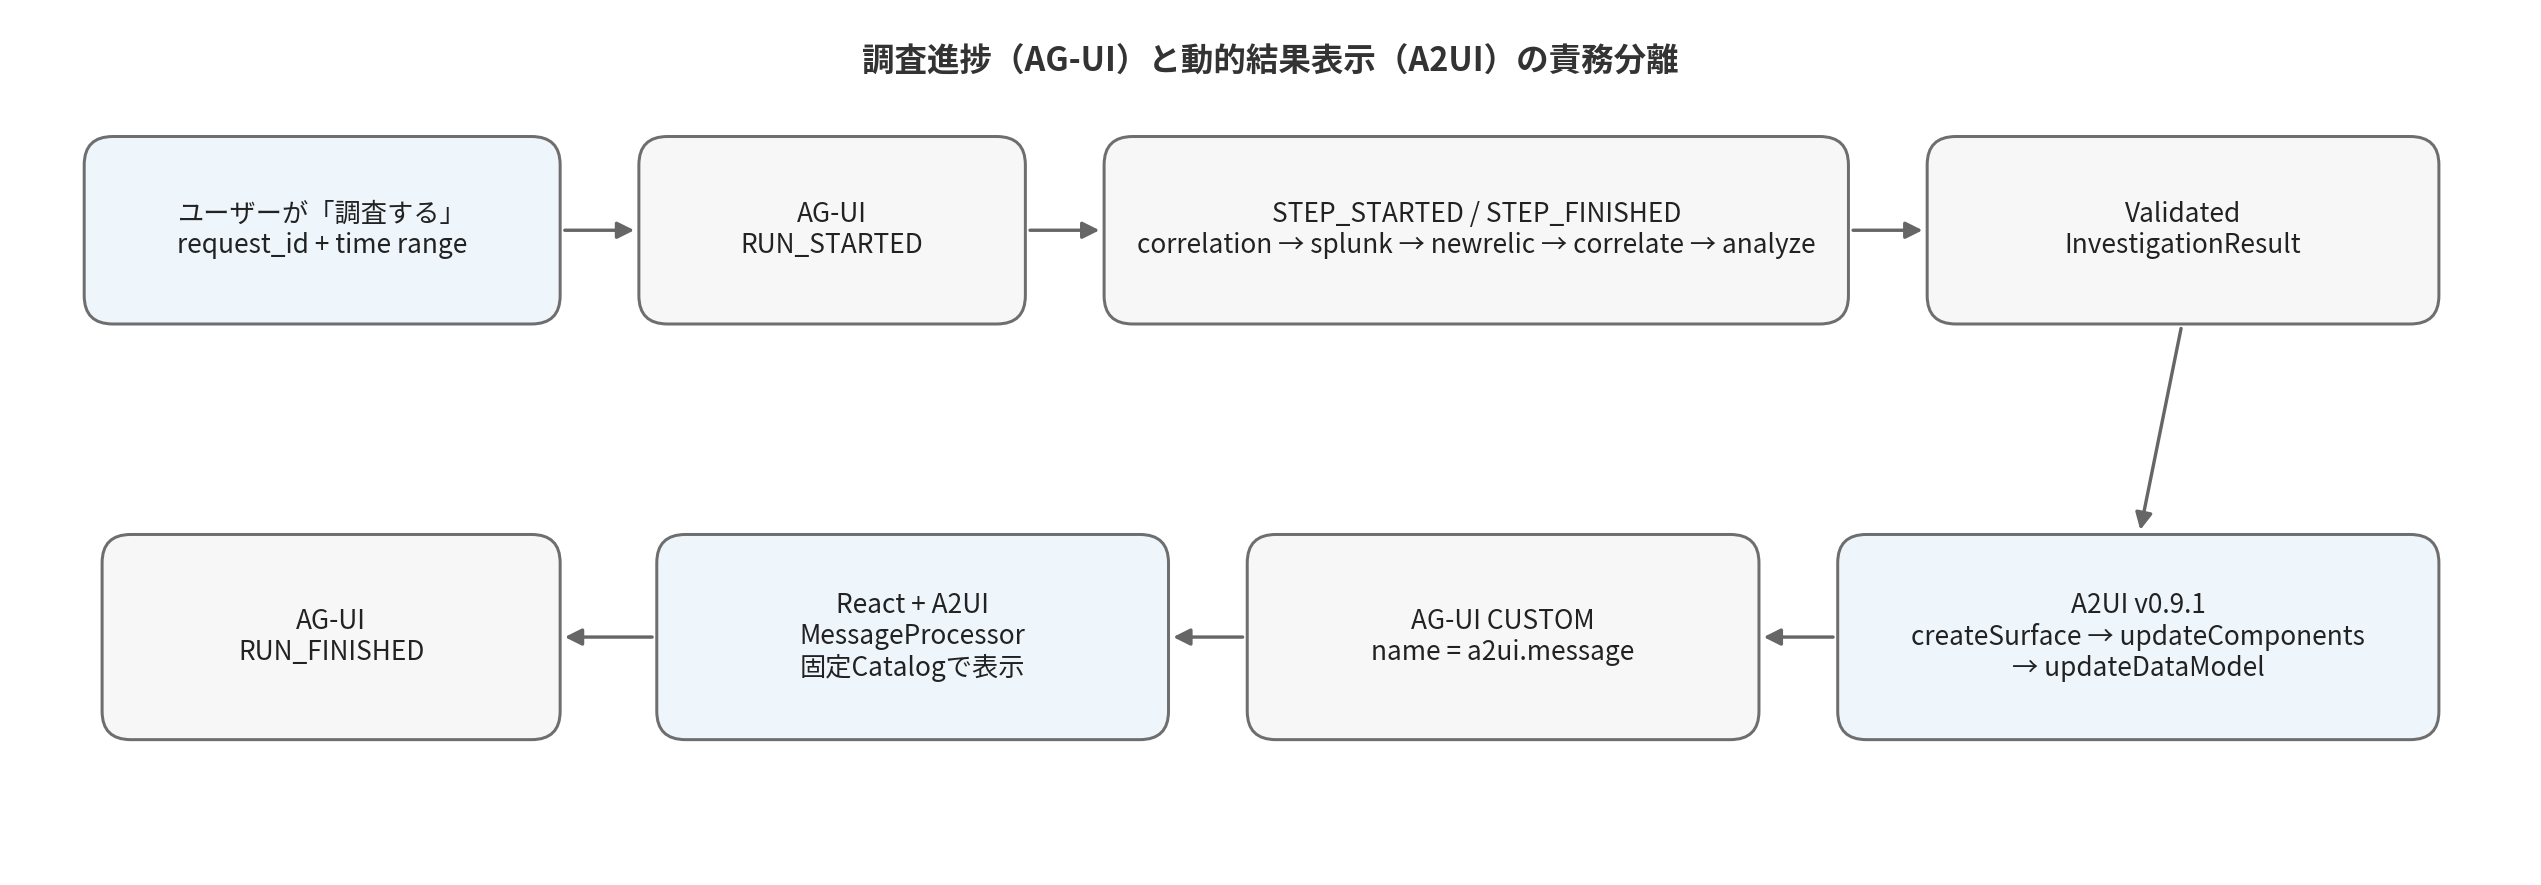 調査進捗（AG-UI）と動的結果表示（A2UI）の責務分離
ユーザーが「調査する」
request_id + time range
AG-UI
RUN_STARTED
STEP_STARTED / STEP_FINISHED
correlation → splunk → newrelic → correlate → analyze
Validated
InvestigationResult
AG-UI
RUN_FINISHED
React + A2UI
MessageProcessor
固定Catalogで表示
AG-UI CUSTOM
name = a2ui.message
A2UI v0.9.1
createSurface → updateComponents
→ updateDataModel